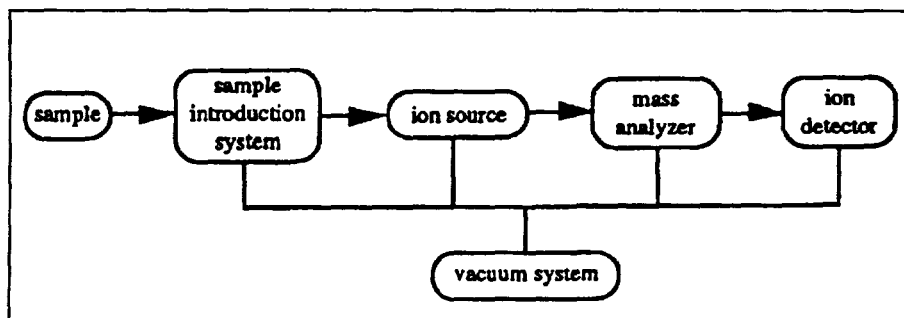 sample
sample
introduction
system
ion source
mass
analyzer
ion
detector
vacuum system